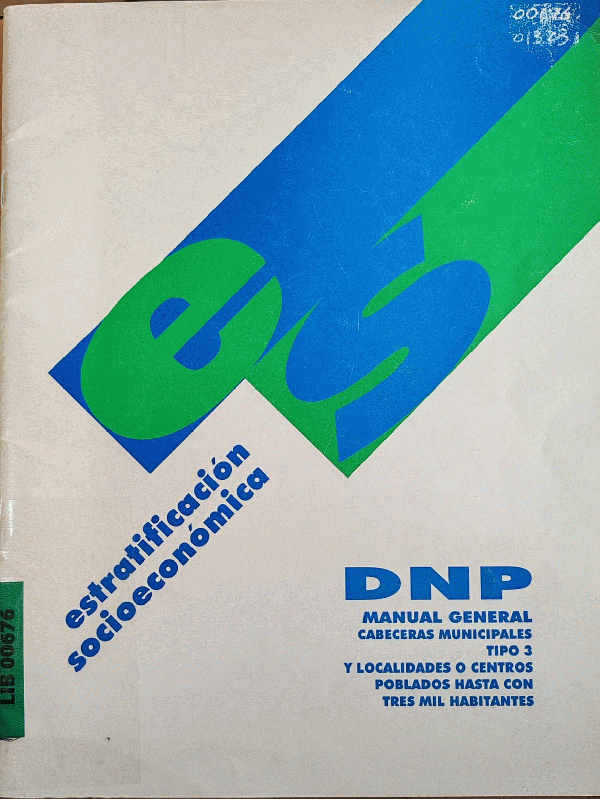 00676
01323
es
estratificación
socioeconómica
DNP
MANUAL GENERAL
CABECERAS MUNICIPALES
TIPO 3
Y LOCALIDADES O CENTROS
POBLADOS HASTA CON
TRES MIL HABITANTES
LIB 00676